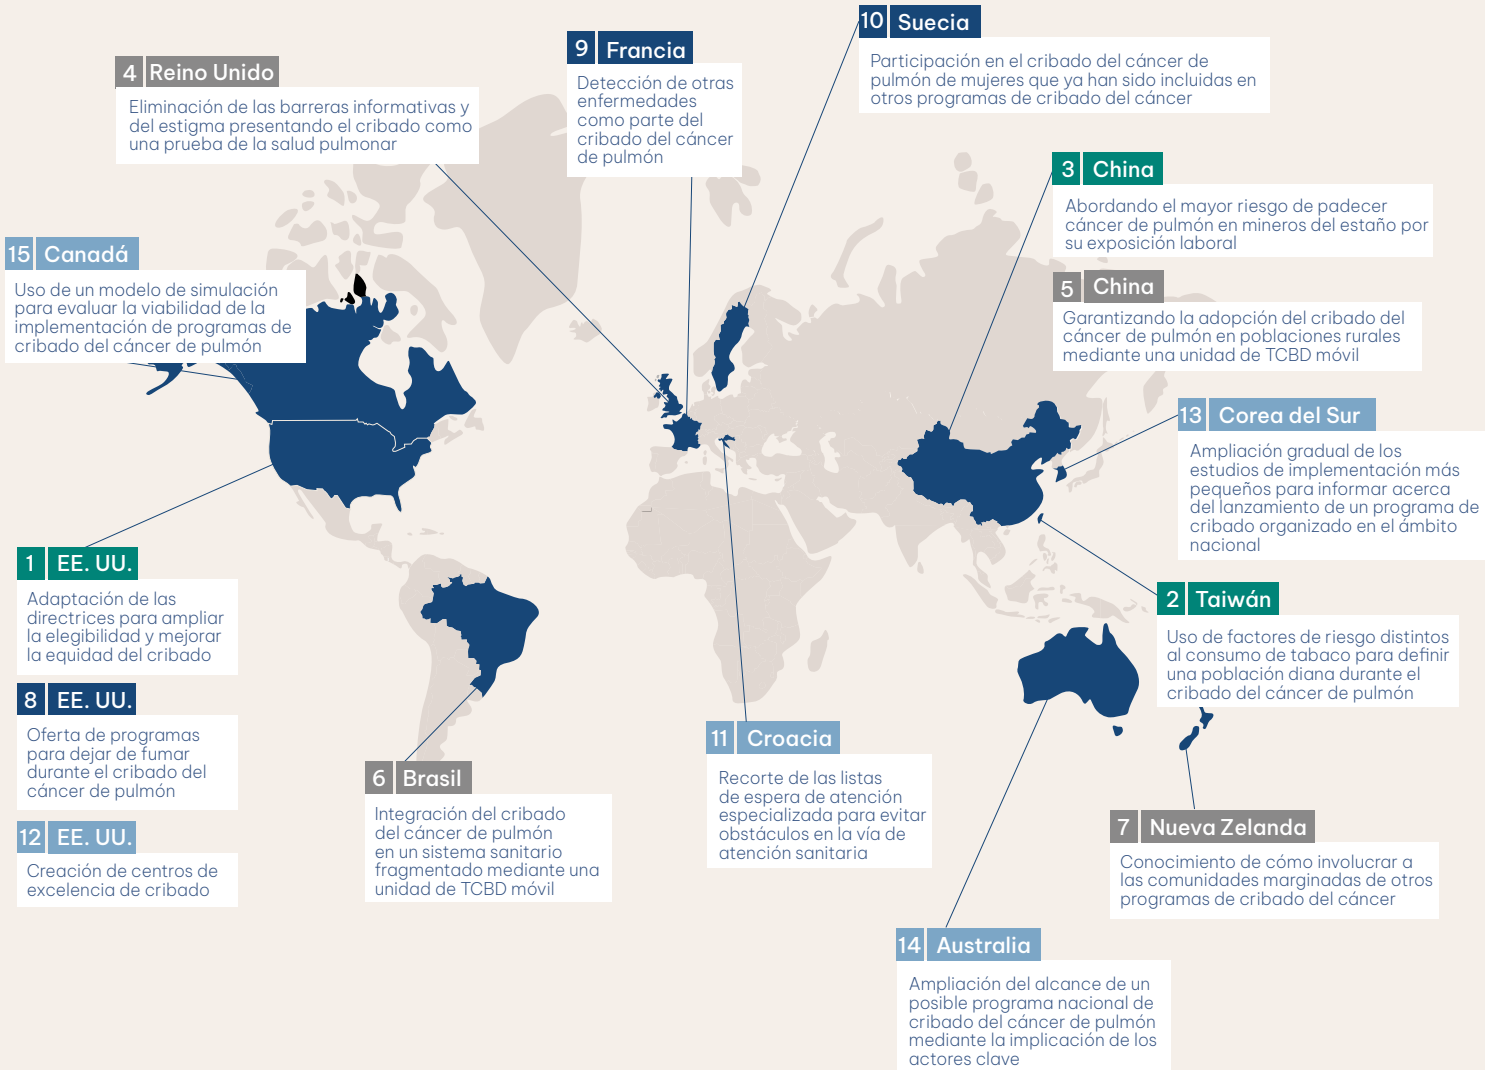 10 Suecia
Participación en el cribado del cáncer de
pulmón de mujeres que ya han sido incluidas en
otros programas de cribado del cáncer
9 Francia
Detección de otras
enfermedades
como parte del
cribado del cáncer
de pulmón
4 Reino Unido
Eliminación de las barreras informativas y
del estigma presentando el cribado como
una prueba de la salud pulmonar
3 China
Abordando el mayor riesgo de padecer
cáncer de pulmón en mineros del estaño por
su exposición laboral
15 Canadá
Uso de un modelo de simulación
para evaluar la viabilidad de la
implementación de programas de
cribado del cáncer de pulmón
5 China
Garantizando la adopción del cribado del
cáncer de pulmón en poblaciones rurales
mediante una unidad de TCBD móvil
13 Corea del Sur
Ampliación gradual de los
estudios de implementación más
pequeños para informar acerca
del lanzamiento de un programa de
cribado organizado en el ámbito
nacional
1 EE. UU.
Adaptación de las
directrices para ampliar
la elegibilidad y mejorar
la equidad del cribado
2 Taiwán
Uso de factores de riesgo distintos
al consumo de tabaco para definir
una población diana durante el
cribado del cáncer de pulmón
8 EE. UU.
Oferta de programas
para dejar de fumar
durante el cribado del
cáncer de pulmón
11 Croacia
Recorte de las listas
de espera de atención
especializada para evitar
obstáculos en la vía de
atención sanitaria
6 Brasil
Integración del cribado
del cáncer de pulmón
en un sistema sanitario
fragmentado mediante una
unidad de TCBD móvil
12 EE. UU.
Creación de centros de
excelencia de cribado
7 Nueva Zelanda
Conocimiento de cómo involucrar a
las comunidades marginadas de otros
programas de cribado del cáncer
14 Australia
Ampliación del alcance de un
posible programa nacional de
cribado del cáncer de pulmón
mediante la implicación de los
actores clave